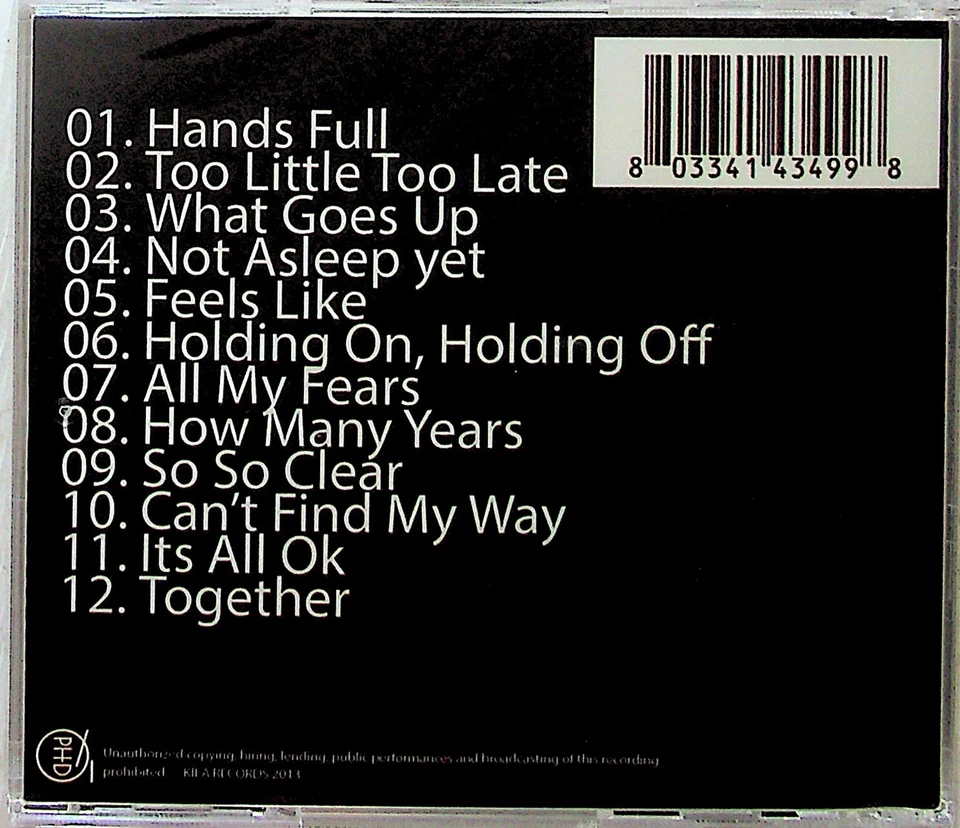 8 03341 43499 8
01. Hands Full
02. Too Little Too Late
03. What Goes Up
04. Not Asleep yet
05. Feels Like
06. Holding On, Holding Off
07. All My Fears
08. How Many Years
09. So So Clear
10. Can't Find My Way
11. Its All Ok
12. Together
PHD
Unauthorized copying, hiring, lending, public performances and broadcasting of this recording
prohibited KILA RECORDS 2013